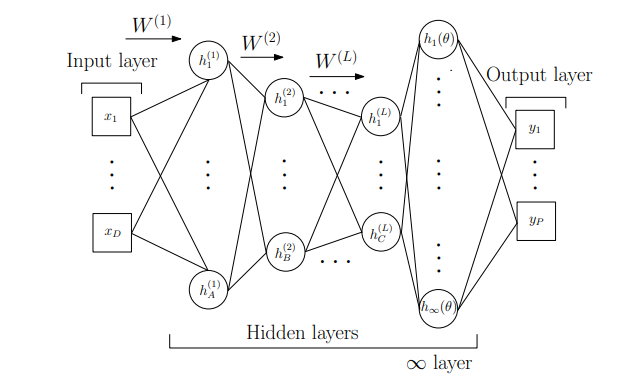 W^{(1)}
W^{(2)}
W^{(L)}
Input layer
Output layer
x_1
x_D
h_1^{(1)}
h_A^{(1)}
h_1^{(2)}
h_B^{(2)}
h_1^{(L)}
h_C^{(L)}
h_1(θ)
h_∞(θ)
y_1
y_P
Hidden layers
∞ layer